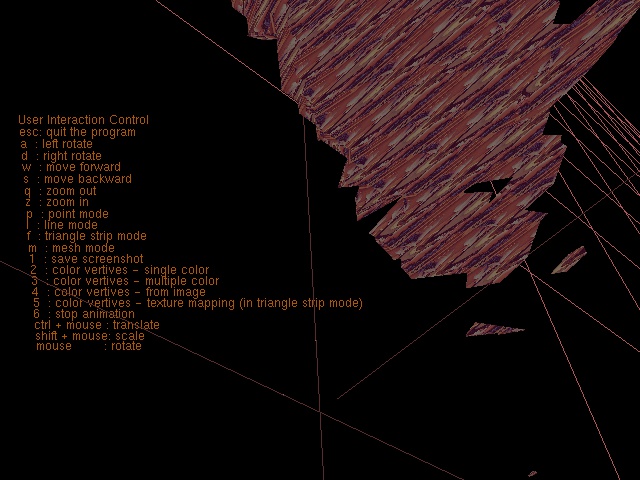 User Interaction Control
esc: quit the program
a : left rotate
d : right rotate
w : move forward
s : move backward
q : zoom out
z : zoom in
p : point mode
l : line mode
f : triangle strip mode
m : mesh mode
1 : save screenshot
2 : color vertives - single color
3 : color vertives - multiple color
4 : color vertives - from image
5 : color vertives - texture mapping (in triangle strip mode)
6 : stop animation
ctrl + mouse : translate
shift + mouse: scale
mouse : rotate